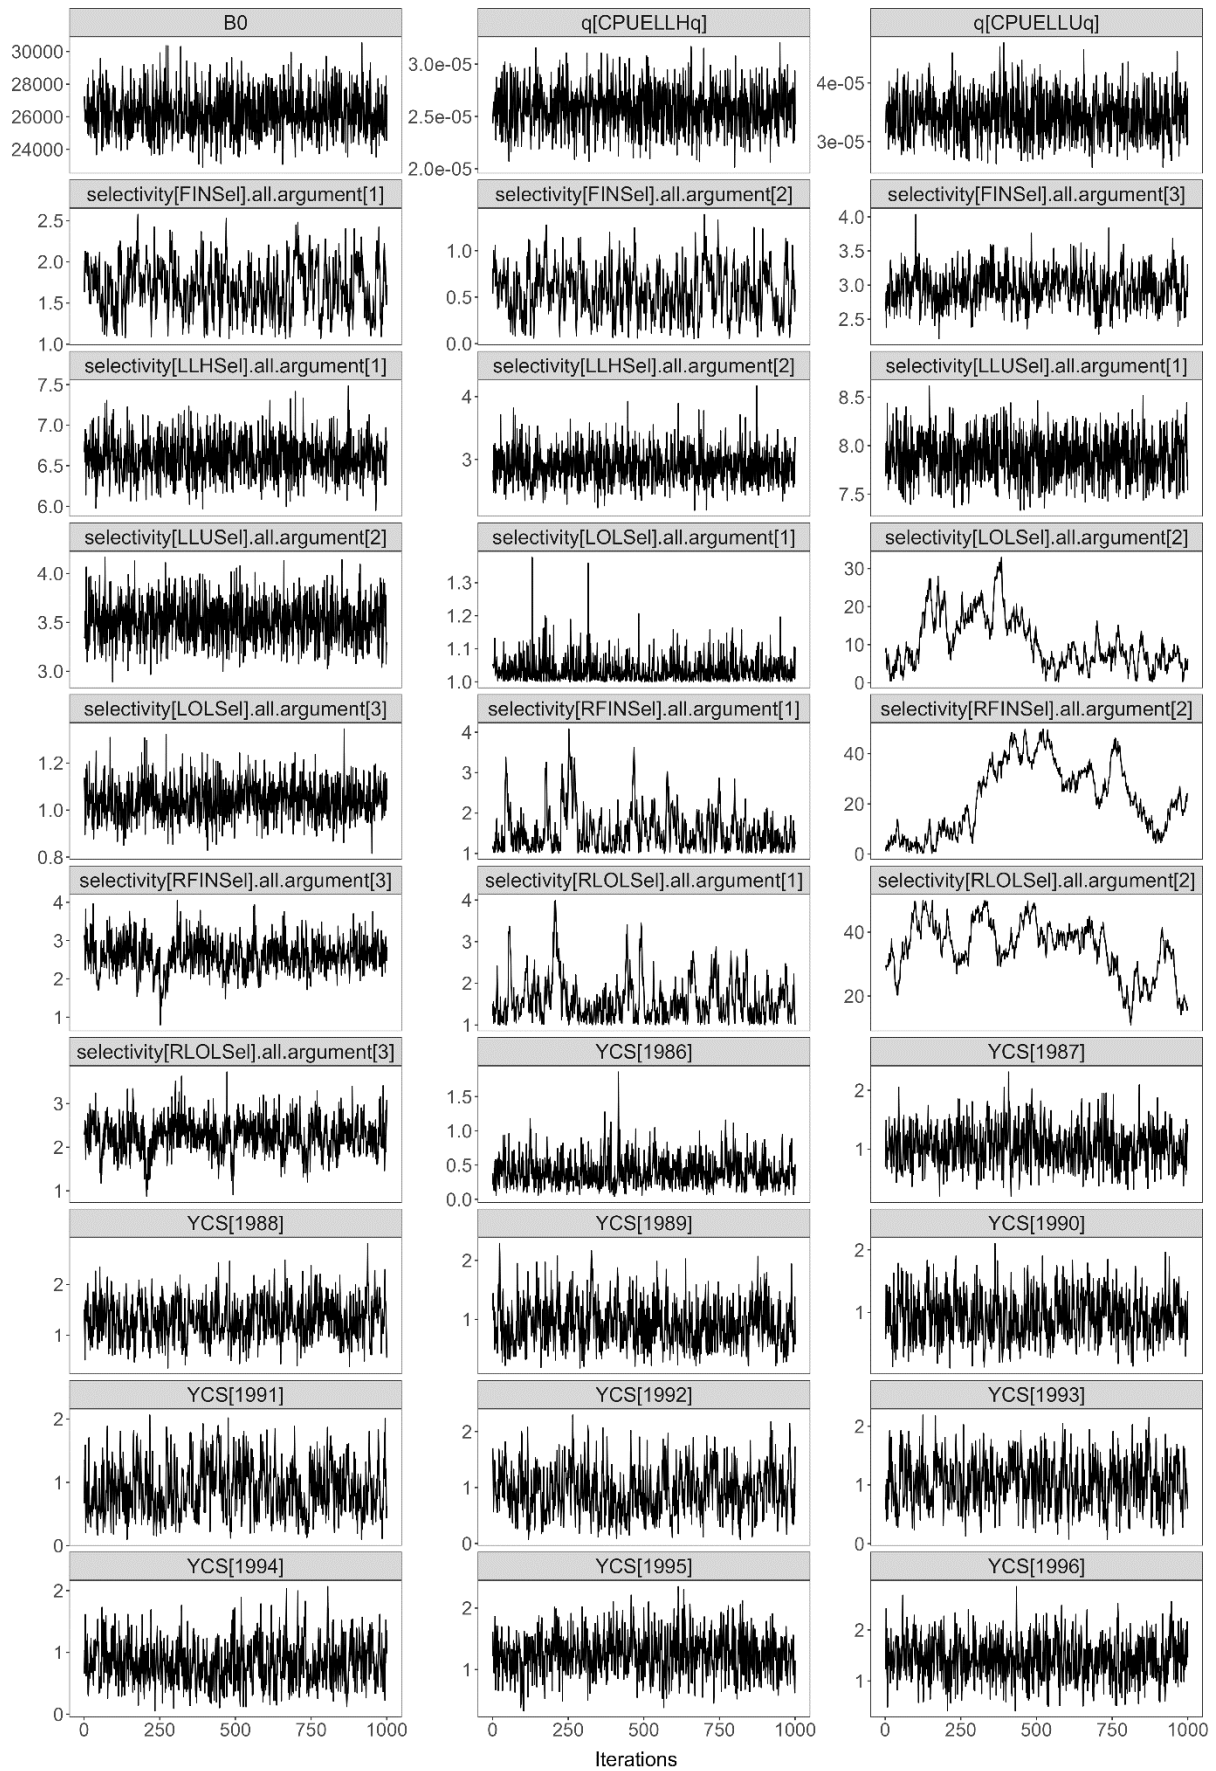 B0
q[CPUELLHq]
q[CPUELLUq]
30000
28000
26000
24000
3.0e-05
2.5e-05
2.0e-05
4e-05
3e-05
selectivity[FINSel].all.argument[1]
selectivity[FINSel].all.argument[2]
selectivity[FINSel].all.argument[3]
2.5
2.0
1.5
1.0
1.0
0.5
0.0
4.0
3.5
3.0
2.5
selectivity[LLHSel].all.argument[1]
selectivity[LLHSel].all.argument[2]
selectivity[LLUSel].all.argument[1]
7.5
7.0
6.5
6.0
4
3
8.5
8.0
7.5
selectivity[LLUSel].all.argument[2]
selectivity[LOLSel].all.argument[1]
selectivity[LOLSel].all.argument[2]
4.0
3.5
3.0
1.3
1.2
1.1
1.0
30
20
10
0
selectivity[LOLSel].all.argument[3]
selectivity[RFINSel].all.argument[1]
selectivity[RFINSel].all.argument[2]
1.2
1.0
0.8
4
3
2
1
40
20
0
selectivity[RFINSel].all.argument[3]
selectivity[RLOLSel].all.argument[1]
selectivity[RLOLSel].all.argument[2]
4
3
2
1
4
3
2
1
40
20
selectivity[RLOLSel].all.argument[3]
YCS[1986]
YCS[1987]
3
2
1
1.5
1.0
0.5
0.0
2
1
YCS[1988]
YCS[1989]
YCS[1990]
2
1
2
1
2
1
YCS[1991]
YCS[1992]
YCS[1993]
2
1
0
2
1
0
2
1
0
YCS[1994]
YCS[1995]
YCS[1996]
2
1
0
2
1
2
1
0 250 500 750 1000
0 250 500 750 1000
0 250 500 750 1000
Iterations